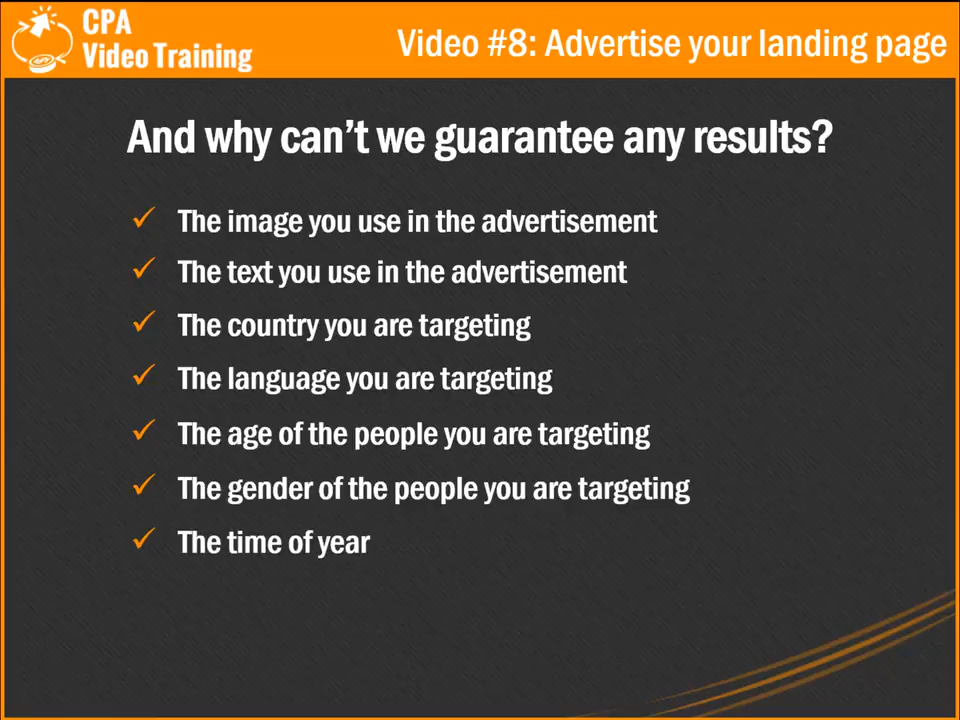 CPA
Video Training
Video #8: Advertise your landing page
And why can't we guarantee any results?
The image you use in the advertisement
The text you use in the advertisement
The country you are targeting
The language you are targeting
The age of the people you are targeting
The gender of the people you are targeting
The time of year